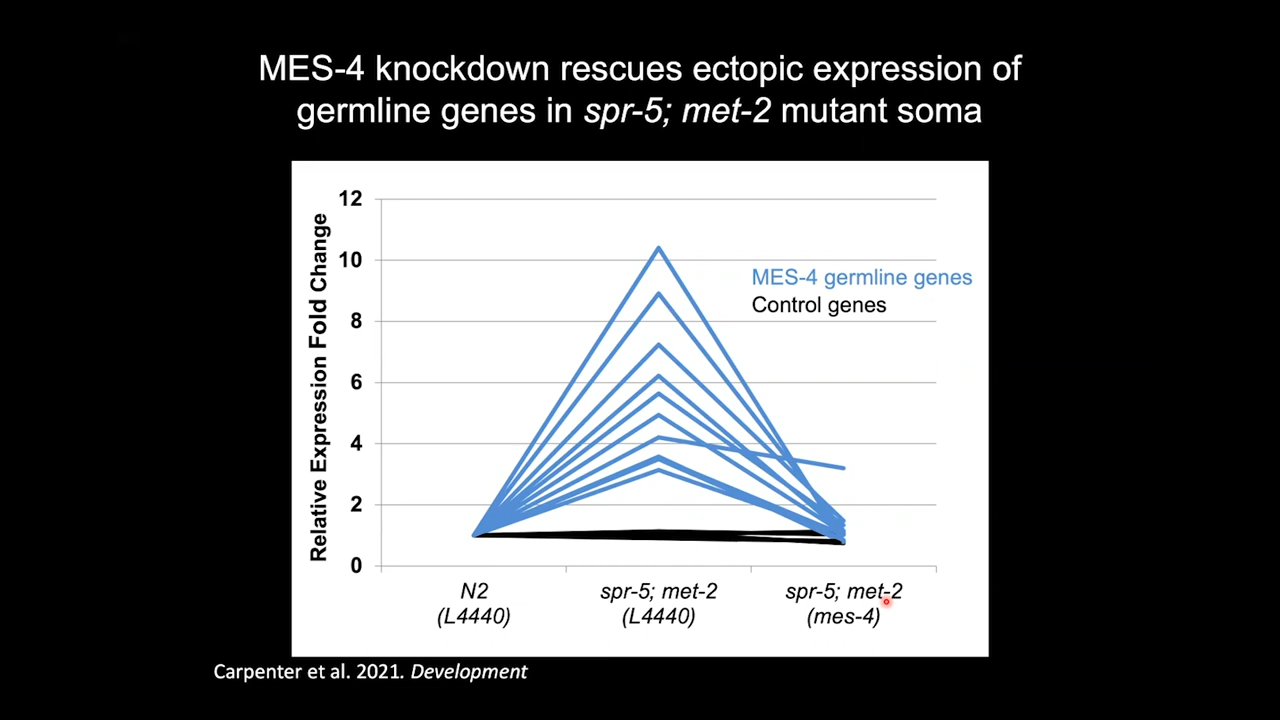 MES-4 knockdown rescues ectopic expression of
germline genes in spr-5; met-2 mutant soma
Relative Expression Fold Change
12
10
8
6
4
2
0
MES-4 germline genes
Control genes
N2
(L4440)
spr-5; met-2
(L4440)
spr-5; met-2
(mes-4)
Carpenter et al. 2021. Development